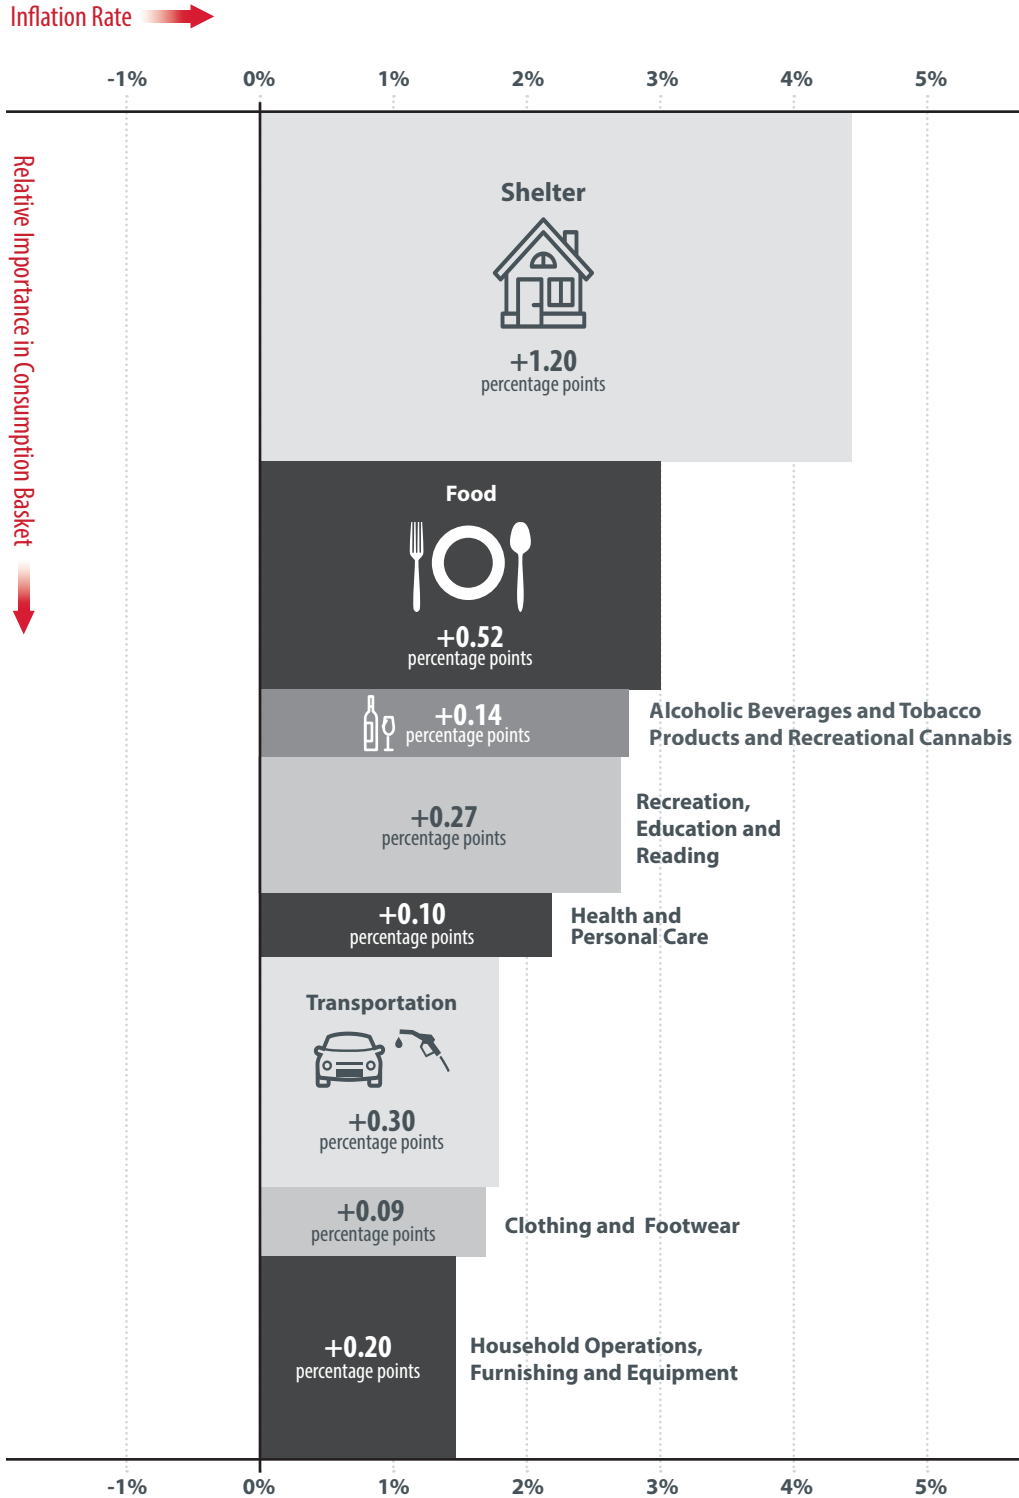 Inflation Rate
-1% 0% 1% 2% 3% 4% 5%
Relative Importance in Consumption Basket
Shelter
+1.20
percentage points
Food
+0.52
percentage points
+0.14
percentage points
Alcoholic Beverages and Tobacco
Products and Recreational Cannabis
+0.27
percentage points
Recreation,
Education and
Reading
+0.10
percentage points
Health and
Personal Care
Transportation
+0.30
percentage points
+0.09
percentage points
Clothing and Footwear
+0.20
percentage points
Household Operations,
Furnishing and Equipment
-1% 0% 1% 2% 3% 4% 5%